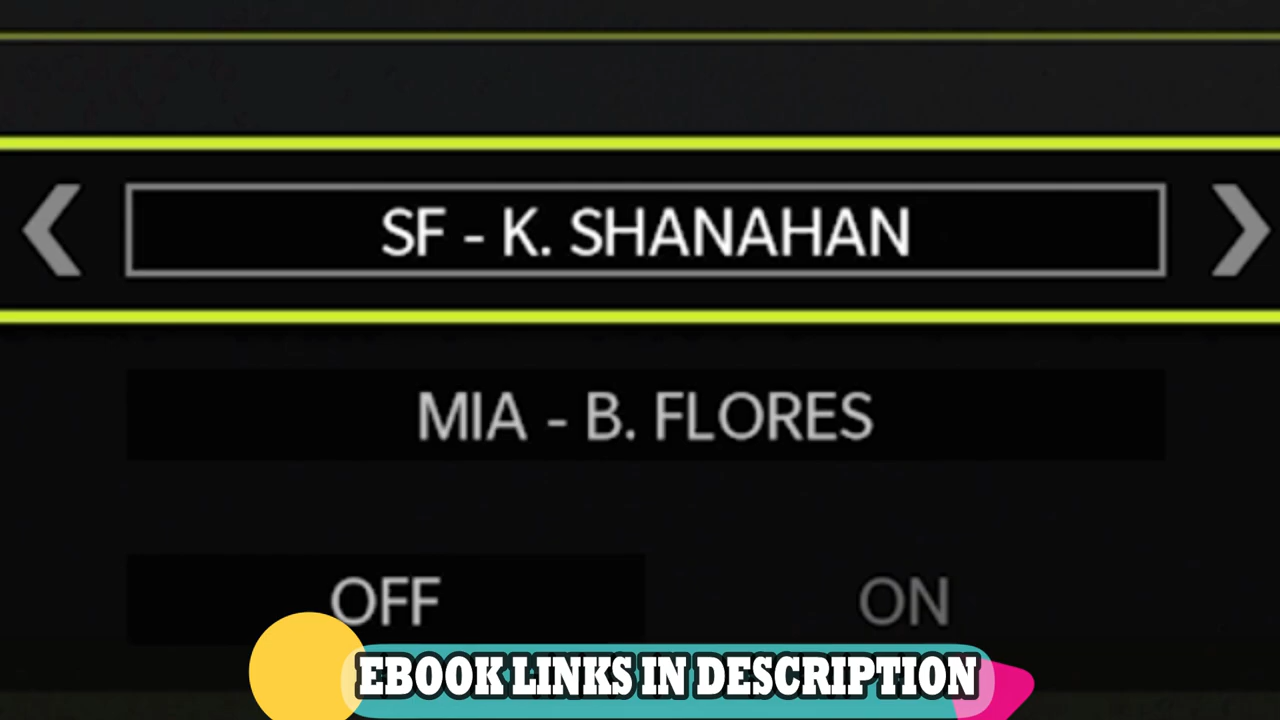 SF - K. SHANAHAN
MIA - B. FLORES
OFF ON
EBOOK LINKS IN DESCRIPTION